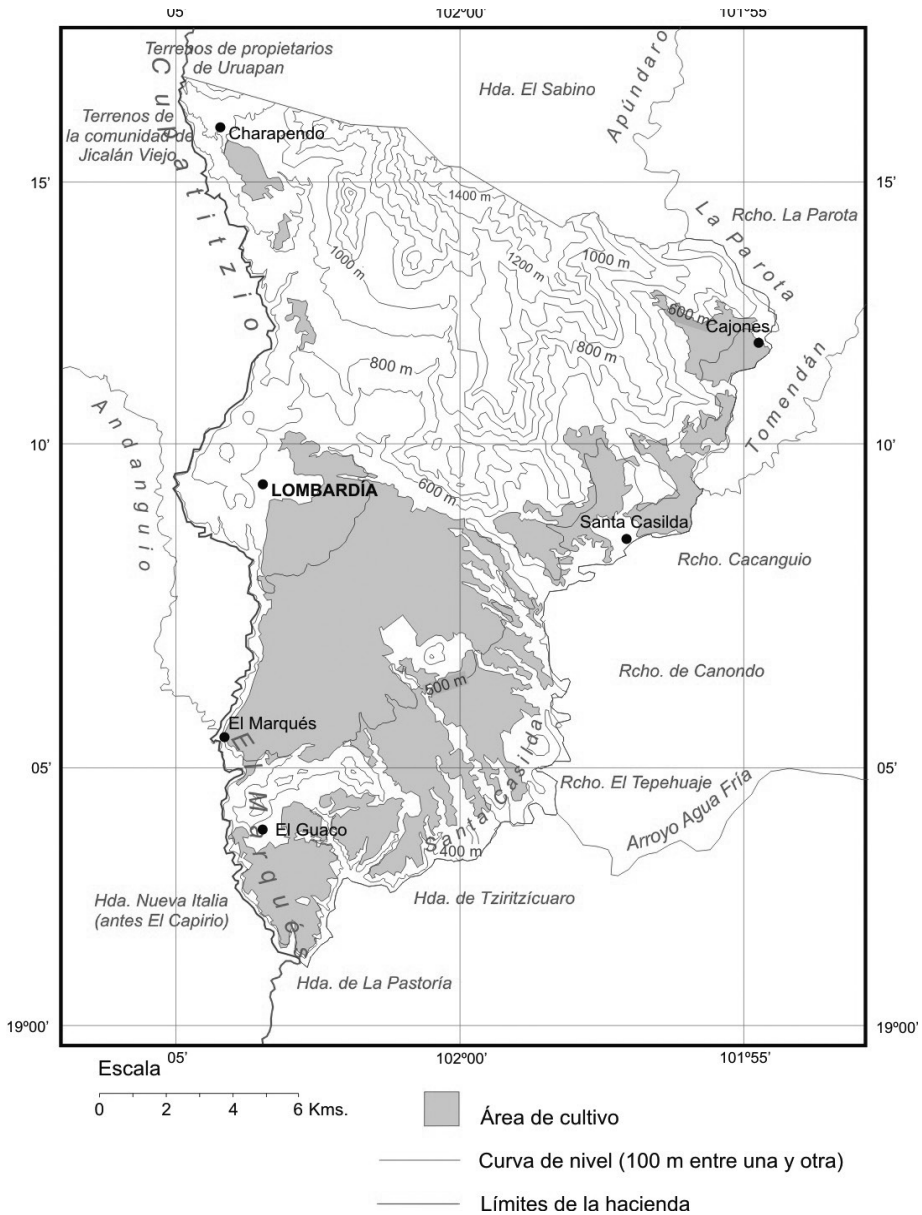 05'
102º00'
101º55'
Terrenos de propietarios
de Uruapan
Hda. El Sabino
Apúndaro
Cupatitzio
Terrenos de
la comunidad de
Jicalán Viejo
Charapendo
15'
15'
1400 m
La Parota
Rcho. La Parota
1000 m
1200 m
1000 m
600 m
Cajones
800 m
800 m
Tomendán
Andanguio
10'
10'
LOMBARDÍA
600 m
Santa Casilda
Rcho. Cacanguio
Rcho. de Canondo
500 m
El Marqués
El Marqués
Santa Casilda
05'
05'
Rcho. El Tepehuaje
Arroyo Agua Fría
El Guaco
400 m
Hda. Nueva Italia
(antes El Capirio)
Hda. de Tziritzícuaro
Hda. de La Pastoría
19º00'
19º00'
05'
102º00'
101º55'
Escala
0 2 4 6 Kms.
Área de cultivo
Curva de nivel (100 m entre una y otra)
Límites de la hacienda